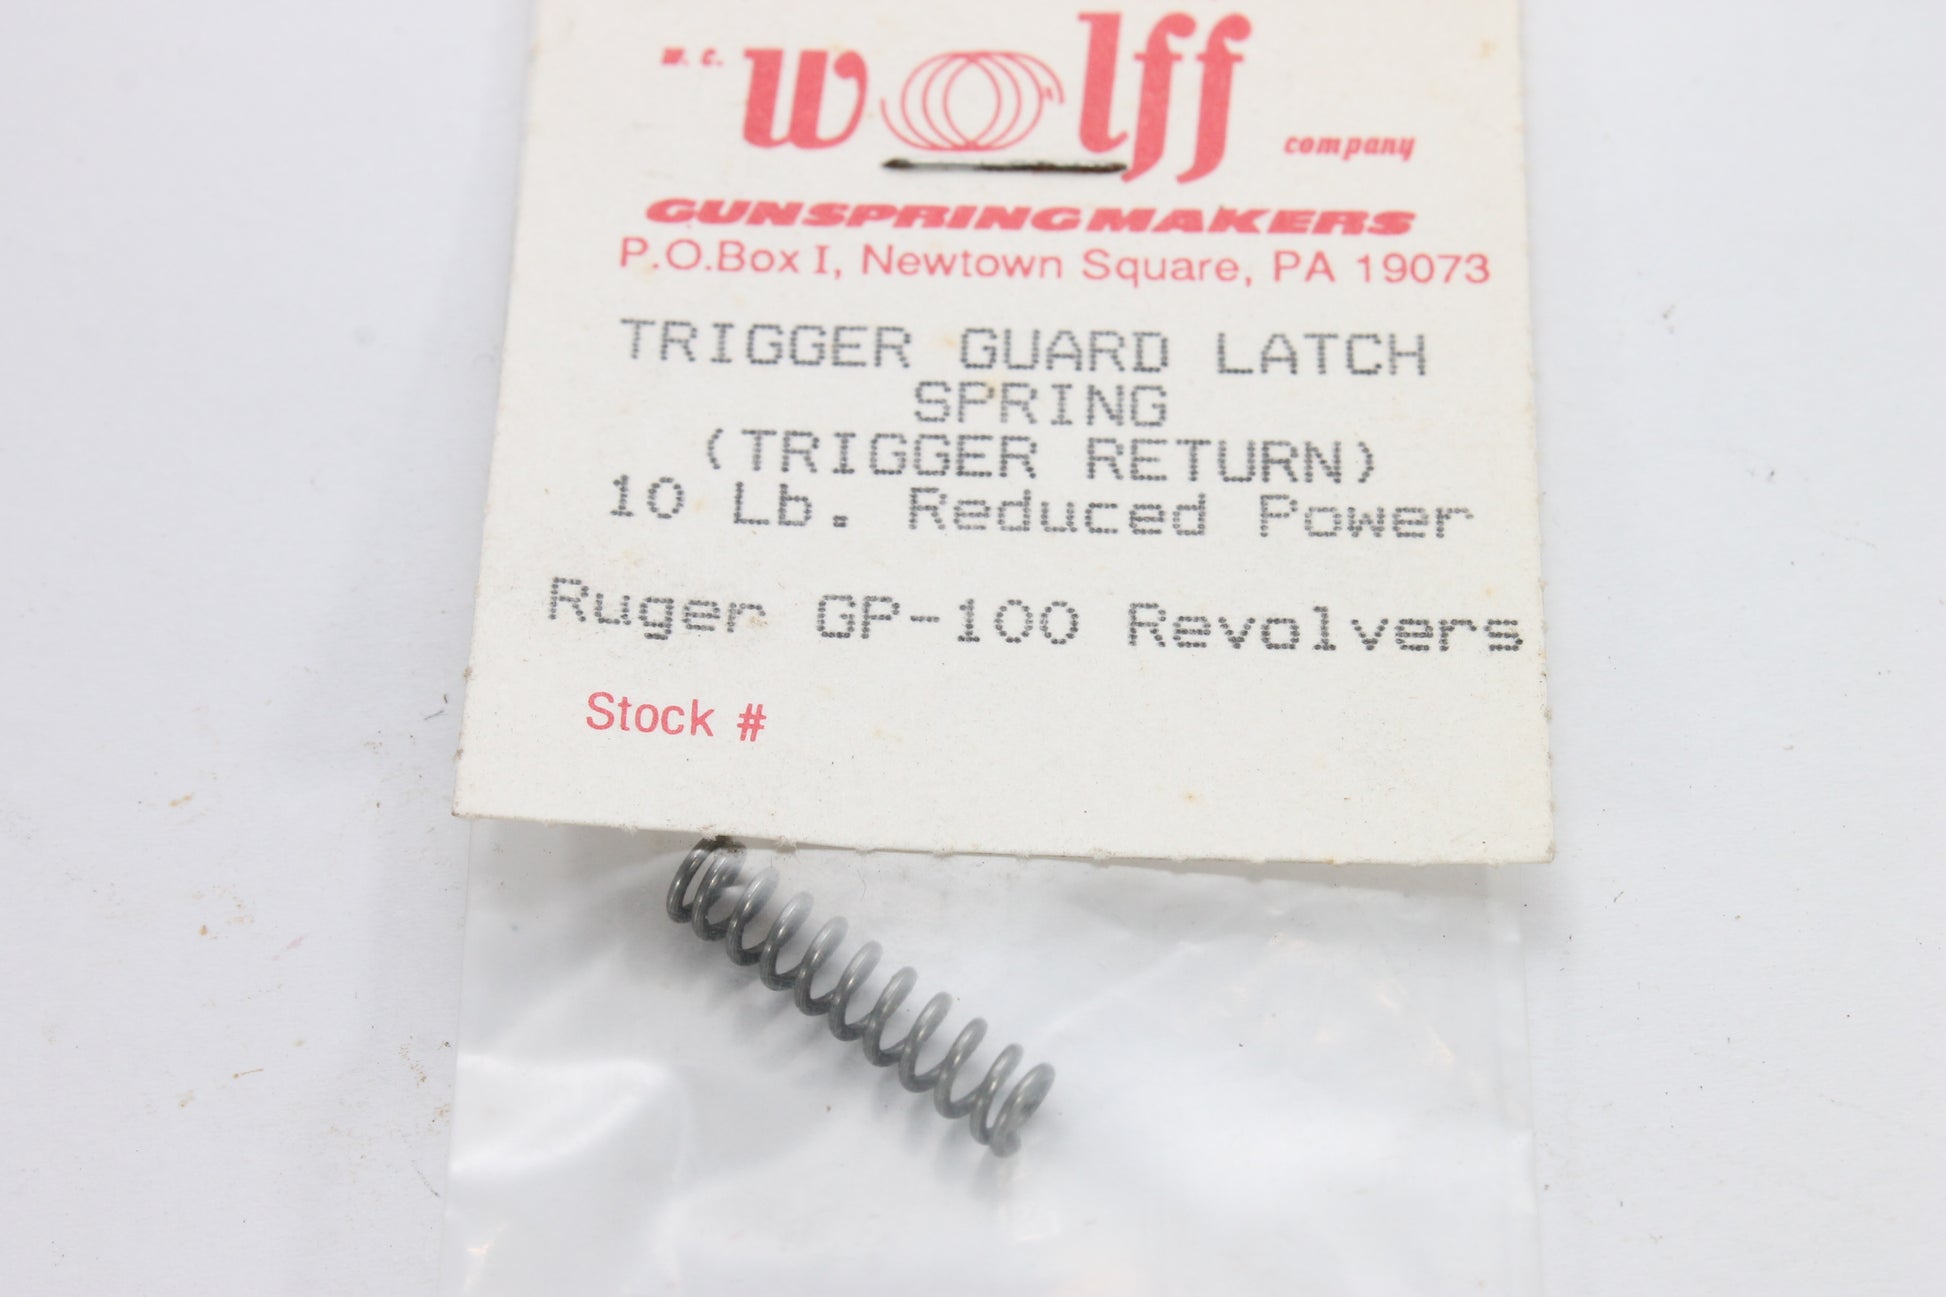 w. c. wolff company
GUNSPRINGMAKERS
P.O.Box I, Newtown Square, PA 19073
TRIGGER GUARD LATCH
SPRING
(TRIGGER RETURN)
10 Lb. Reduced Power
Ruger GP-100 Revolvers
Stock #